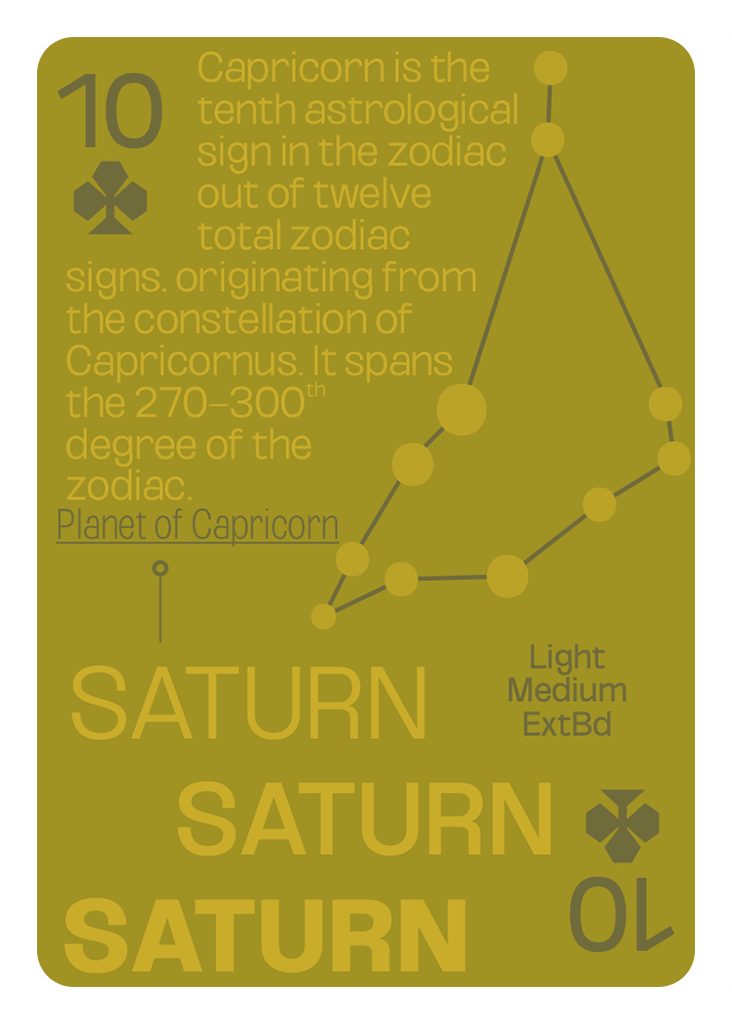 10
Capricorn is the
tenth astrological
sign in the zodiac
out of twelve
total zodiac
signs. originating from
the constellation of
Capricornus. It spans
the 270–300th
degree of the
zodiac.
Planet of Capricorn
SATURN
Light
Medium
ExtBd
SATURN
SATURN
10